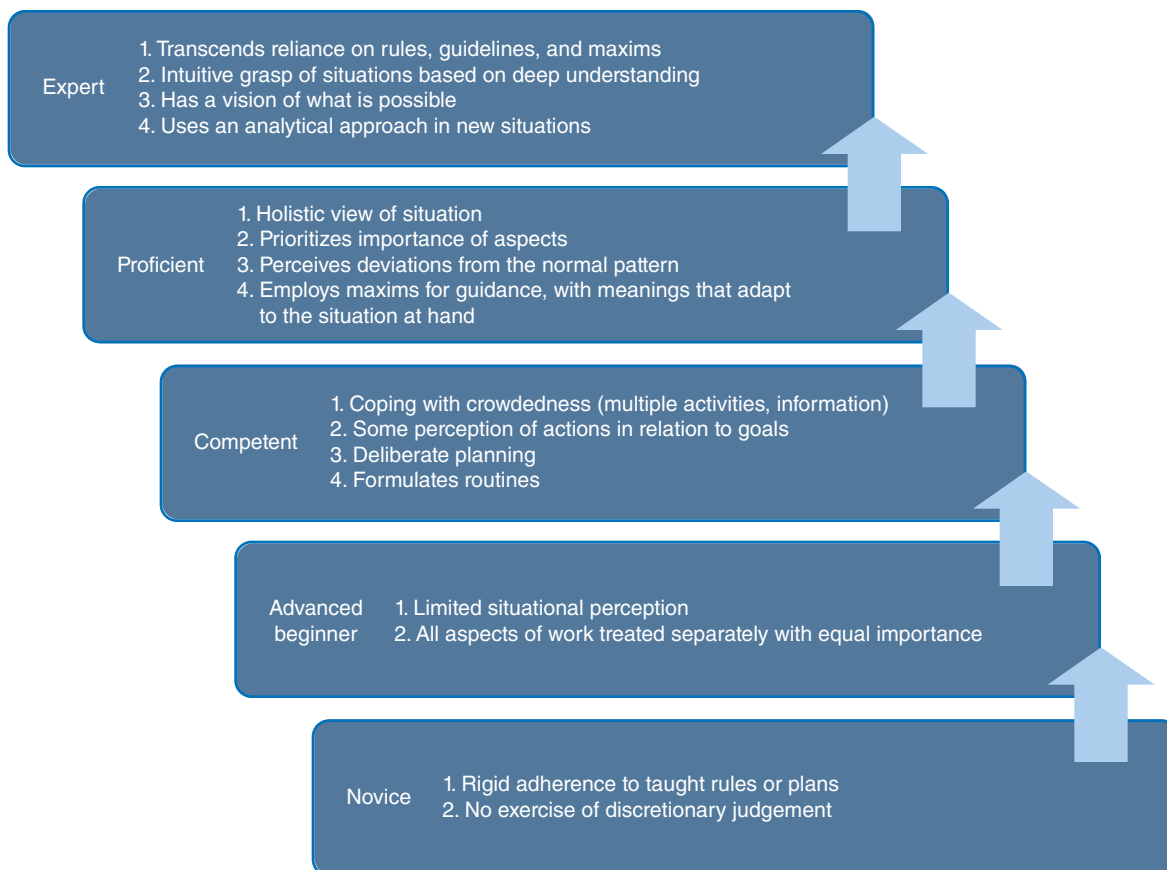 1. Transcends reliance on rules, guidelines, and maxims
Expert
2. Intuitive grasp of situations based on deep understanding
3. Has a vision of what is possible
4. Uses an analytical approach in new situations
1. Holistic view of situation
2. Prioritizes importance of aspects
Proficient
3. Perceives deviations from the normal pattern
4. Employs maxims for guidance, with meanings that adapt
to the situation at hand
1. Coping with crowdedness (multiple activities, information)
2. Some perception of actions in relation to goals
Competent
3. Deliberate planning
4. Formulates routines
Advanced
beginner
1. Limited situational perception
2. All aspects of work treated separately with equal importance
Novice
1. Rigid adherence to taught rules or plans
2. No exercise of discretionary judgement